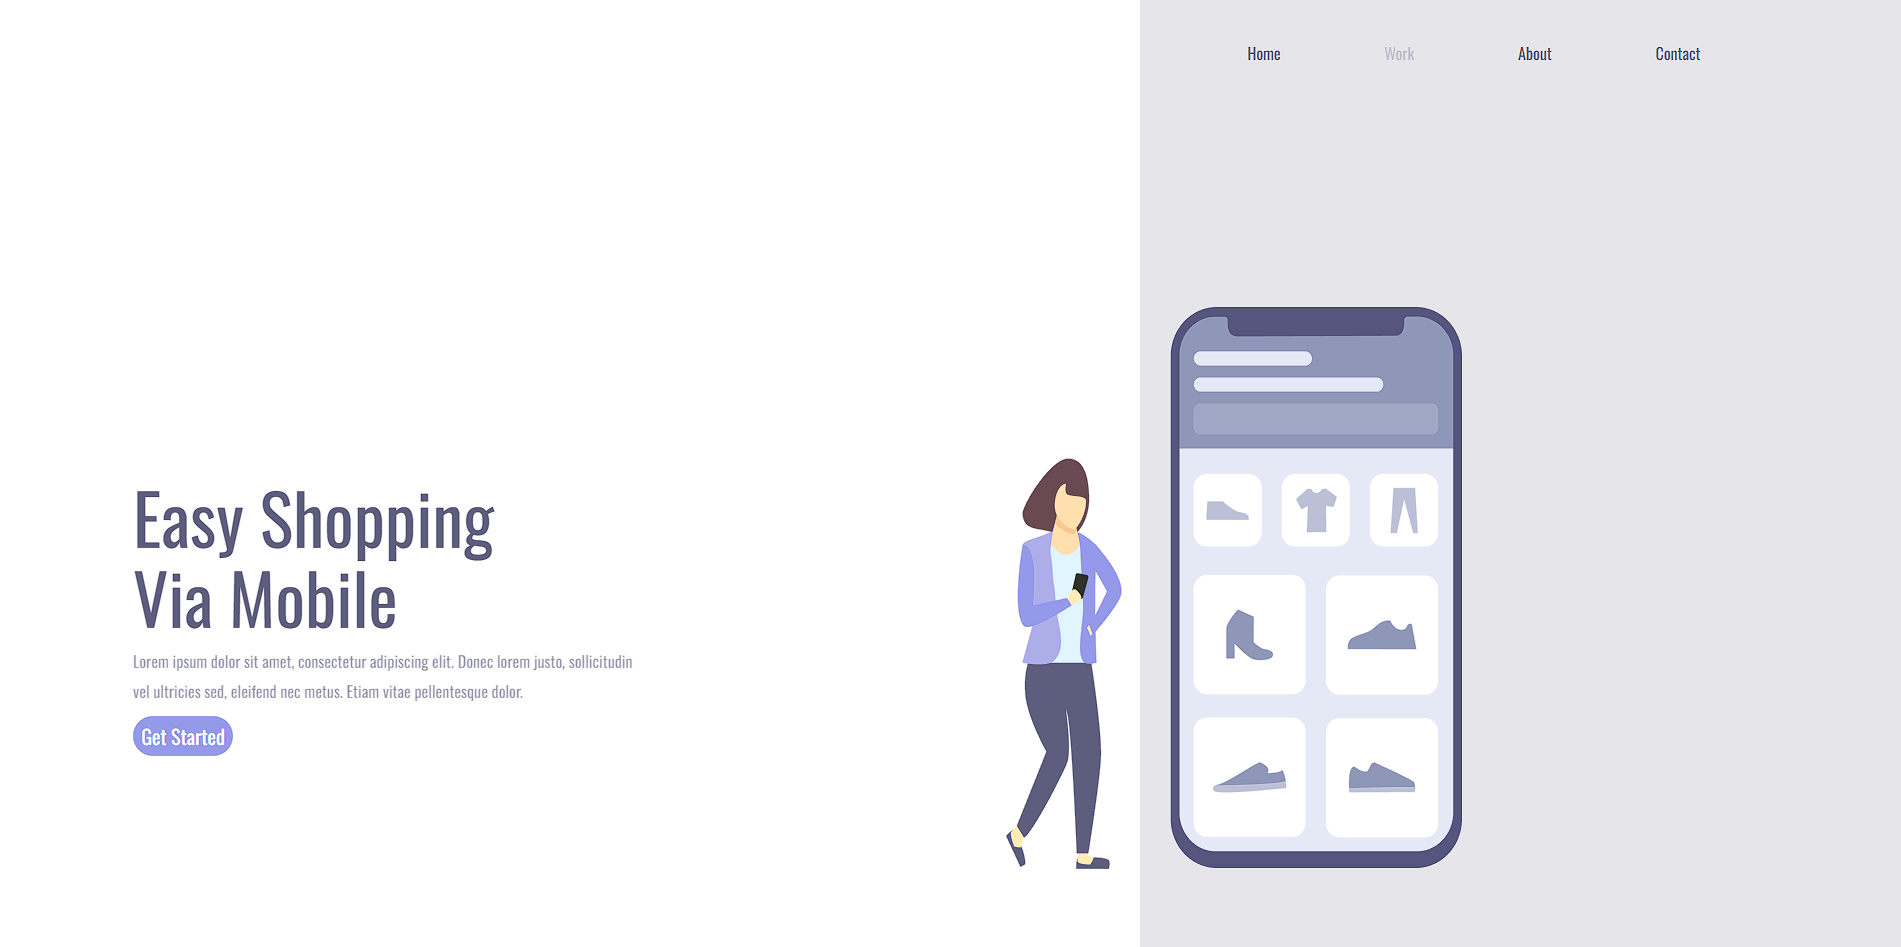 Home Work About Contact
Easy Shopping
Via Mobile
Lorem ipsum dolor sit amet, consectetur adipiscing elit. Donec lorem justo, sollicitudin
vel ultricies sed, eleifend nec metus. Etiam vitae pellentesque dolor.
Get Started